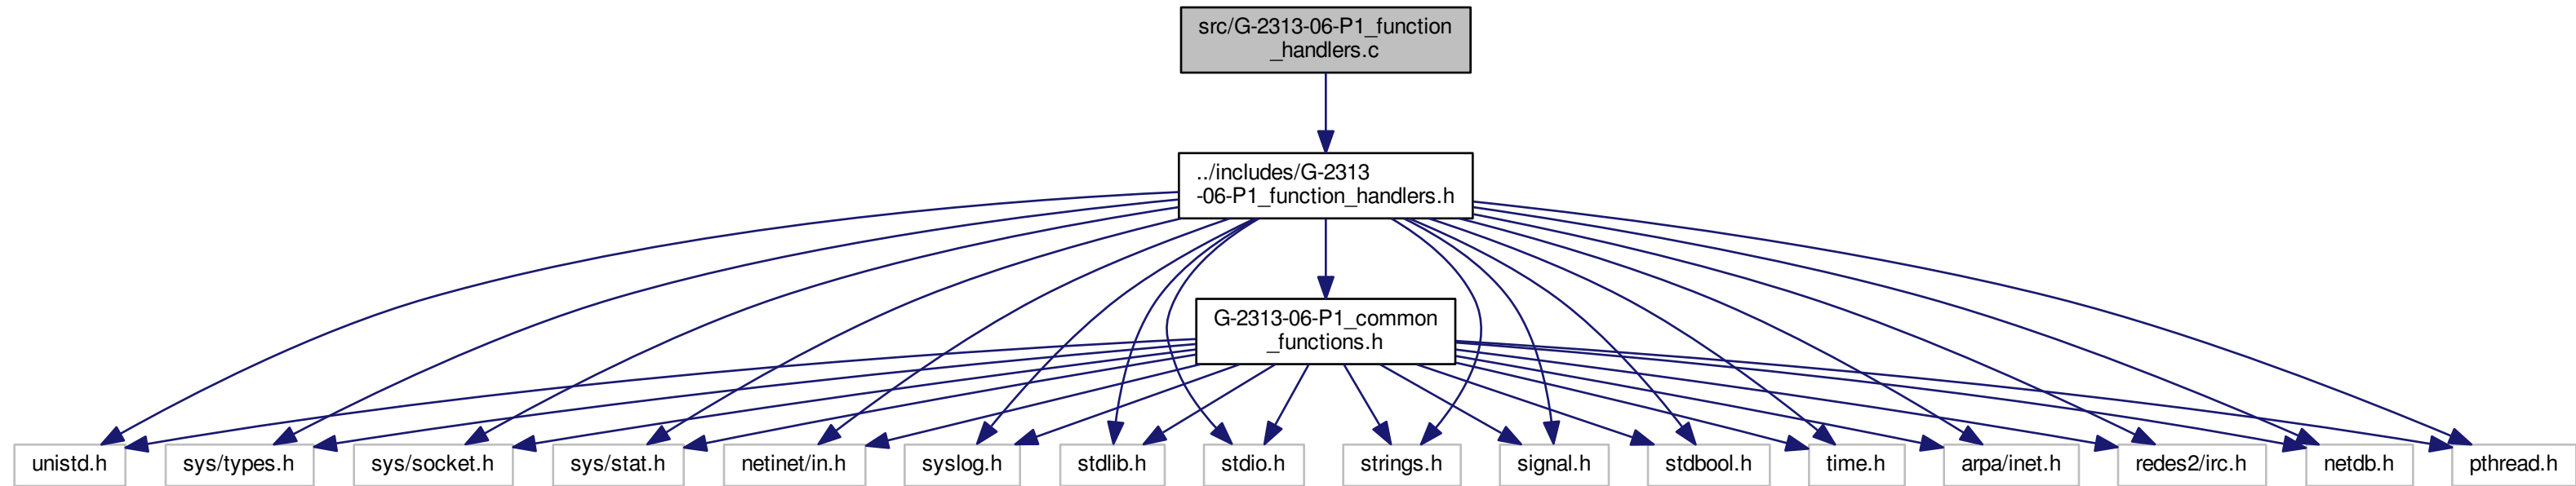 src/G-2313-06-P1_function
_handlers.c
../includes/G-2313
-06-P1_function_handlers.h
G-2313-06-P1_common
_functions.h
unistd.h
sys/types.h
sys/socket.h
sys/stat.h
netinet/in.h
syslog.h
stdlib.h
stdio.h
strings.h
signal.h
stdbool.h
time.h
arpa/inet.h
redes2/irc.h
netdb.h
pthread.h